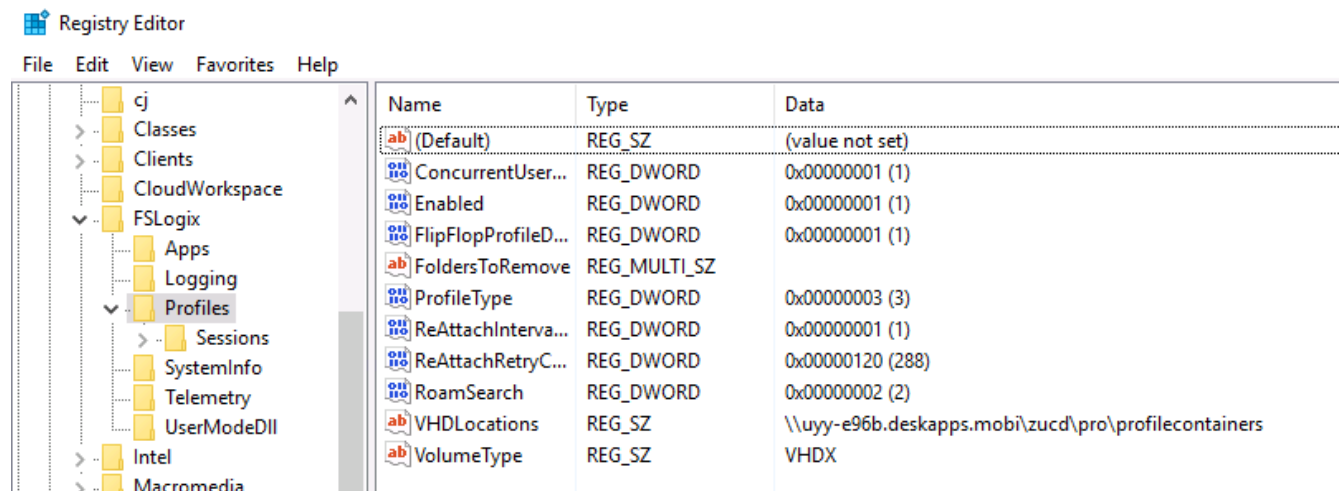 Registry Editor
File Edit View Favorites Help
cj
Classes
Clients
CloudWorkspace
FSLogix
Apps
Logging
Profiles
Sessions
SystemInfo
Telemetry
UserModeDll
Intel
Macromedia
Name Type Data
(Default) REG_SZ (value not set)
ConcurrentUser... REG_DWORD 0x00000001 (1)
Enabled REG_DWORD 0x00000001 (1)
FlipFlopProfileD... REG_DWORD 0x00000001 (1)
FoldersToRemove REG_MULTI_SZ
ProfileType REG_DWORD 0x00000003 (3)
ReAttachInterva... REG_DWORD 0x00000001 (1)
ReAttachRetryC... REG_DWORD 0x00000120 (288)
RoamSearch REG_DWORD 0x00000002 (2)
VHDLocations REG_SZ \\uyy-e96b.deskapps.mobi\zucd\pro\profilecontainers
VolumeType REG_SZ VHDX